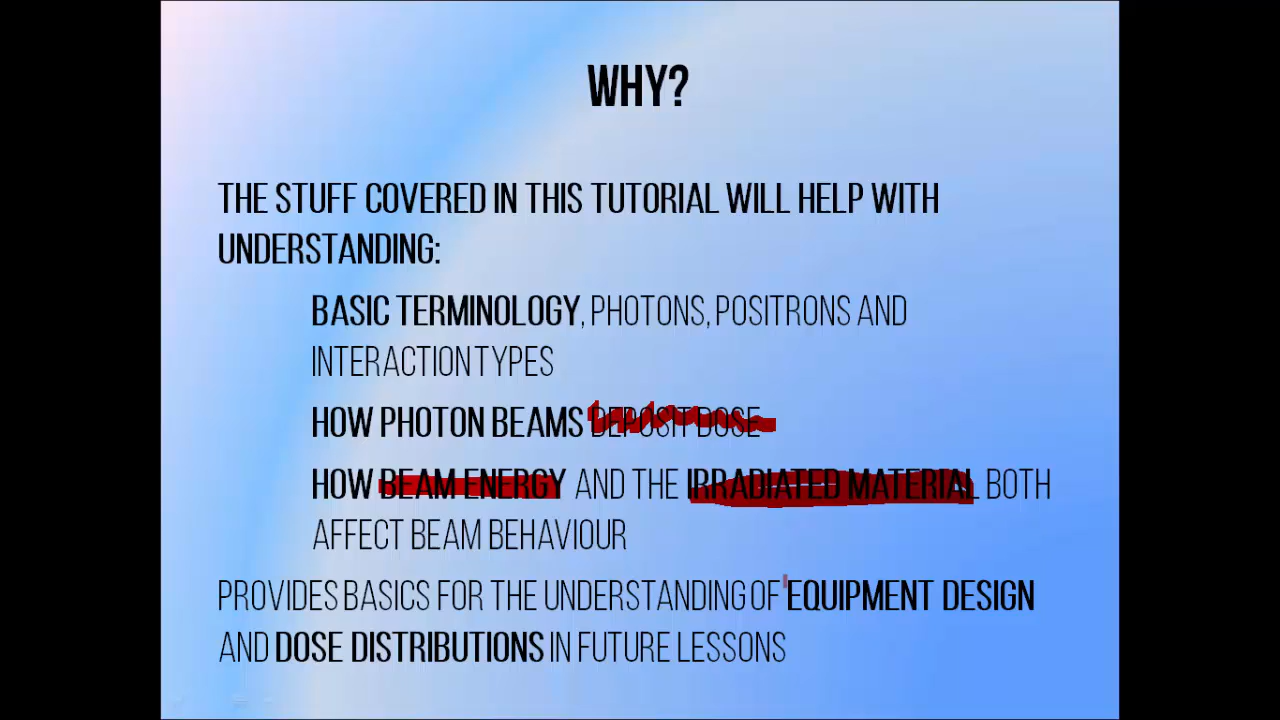 WHY?
THE STUFF COVERED IN THIS TUTORIAL WILL HELP WITH
UNDERSTANDING:
BASIC TERMINOLOGY, PHOTONS, POSITRONS AND
INTERACTION TYPES
HOW PHOTON BEAMS DEPOSIT DOSE
HOW BEAM ENERGY AND THE IRRADIATED MATERIAL BOTH
AFFECT BEAM BEHAVIOUR
PROVIDES BASICS FOR THE UNDERSTANDING OF EQUIPMENT DESIGN
AND DOSE DISTRIBUTIONS IN FUTURE LESSONS